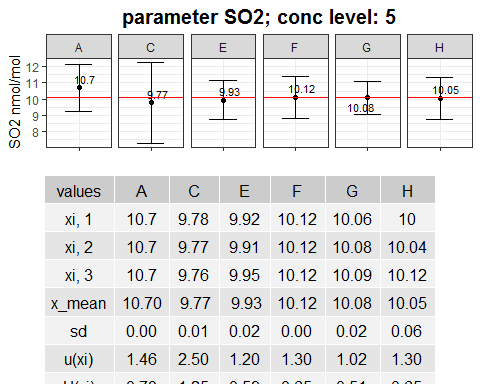 parameter SO2; conc level: 5
A C E F G H
SO2 nmol/mol
12
11
10
9
8
10.7 9.77 9.93 10.12 10.08 10.05
values A C E F G H
xi, 1 10.7 9.78 9.92 10.12 10.06 10
xi, 2 10.7 9.77 9.91 10.12 10.08 10.04
xi, 3 10.7 9.76 9.95 10.12 10.09 10.12
x_mean 10.70 9.77 9.93 10.12 10.08 10.05
sd 0.00 0.01 0.02 0.00 0.02 0.06
u(xi) 1.46 2.50 1.20 1.30 1.02 1.30